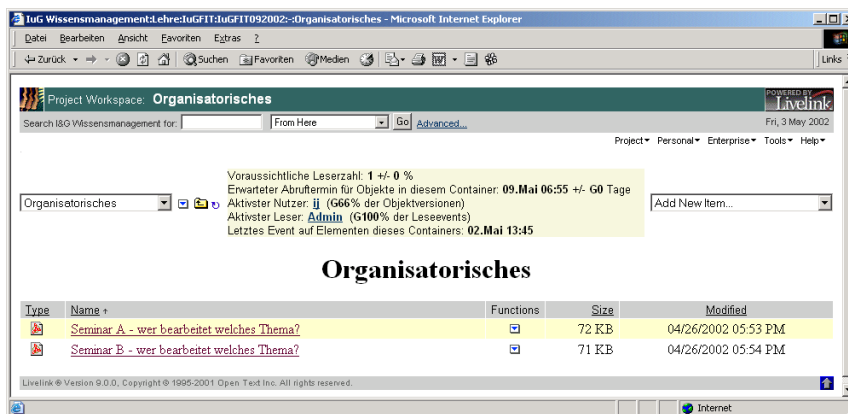 IuG Wissensmanagement:Lehre:IuGFIT:IuGFIT092002:-:Organisatorisches - Microsoft Internet Explorer
Datei Bearbeiten Ansicht Favoriten Extras ?
Zurück Suchen Favoriten Medien Links
Project Workspace: Organisatorisches POWERED BY Livelink
Search I&G Wissensmanagement for: From Here Go Advanced... Fri, 3 May 2002
Project Personal Enterprise Tools Help
Voraussichtliche Leserzahl: 1 +/- 0 %
Erwarteter Abruftermin für Objekte in diesem Container: 09.Mai 06:55 +/- G0 Tage
Organisatorisches Aktivster Nutzer: ij (G66% der Objektversionen) Add New Item...
Aktivster Leser: Admin (G100% der Leseevents)
Letztes Event auf Elementen dieses Containers: 02.Mai 13:45
Organisatorisches
Type Name Functions Size Modified
Seminar A - wer bearbeitet welches Thema? 72 KB 04/26/2002 05:53 PM
Seminar B - wer bearbeitet welches Thema? 71 KB 04/26/2002 05:54 PM
Livelink ® Version 9.0.0, Copyright © 1995-2001 Open Text Inc. All rights reserved.
Internet